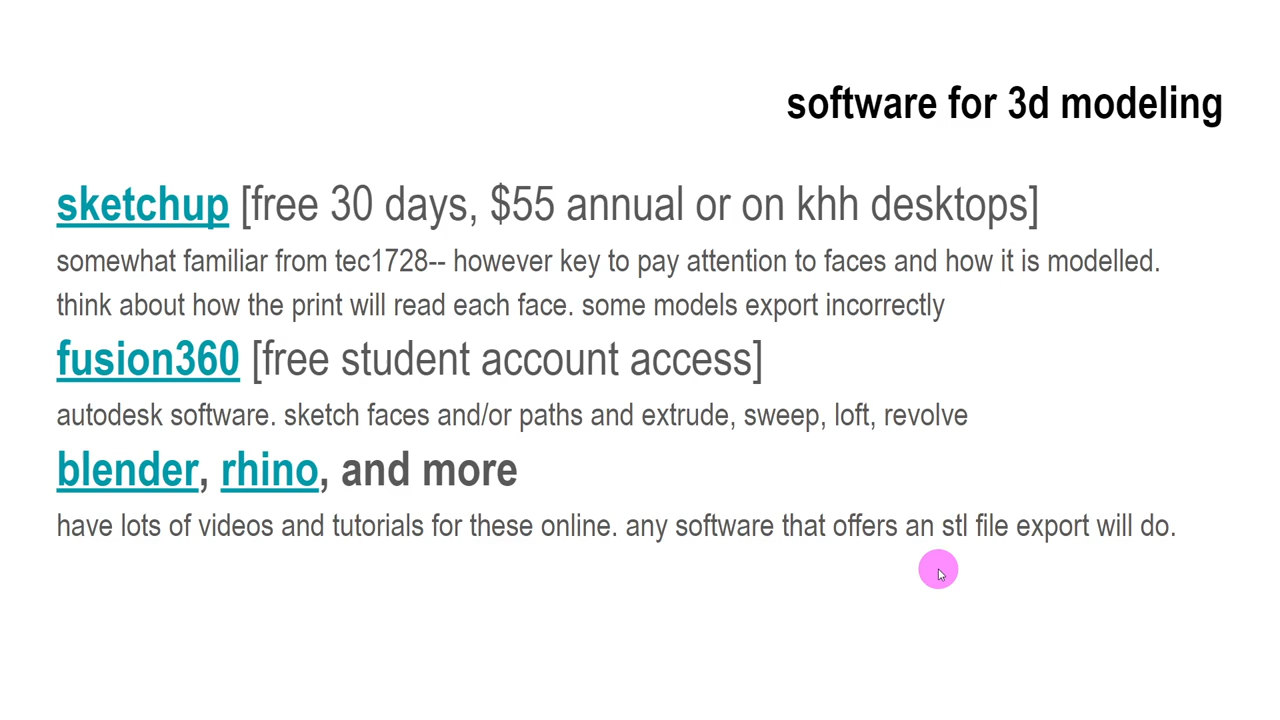 software for 3d modeling
sketchup [free 30 days, $55 annual or on khh desktops]
somewhat familiar from tec1728-- however key to pay attention to faces and how it is modelled.
think about how the print will read each face. some models export incorrectly
fusion360 [free student account access]
autodesk software. sketch faces and/or paths and extrude, sweep, loft, revolve
blender, rhino, and more
have lots of videos and tutorials for these online. any software that offers an stl file export will do.